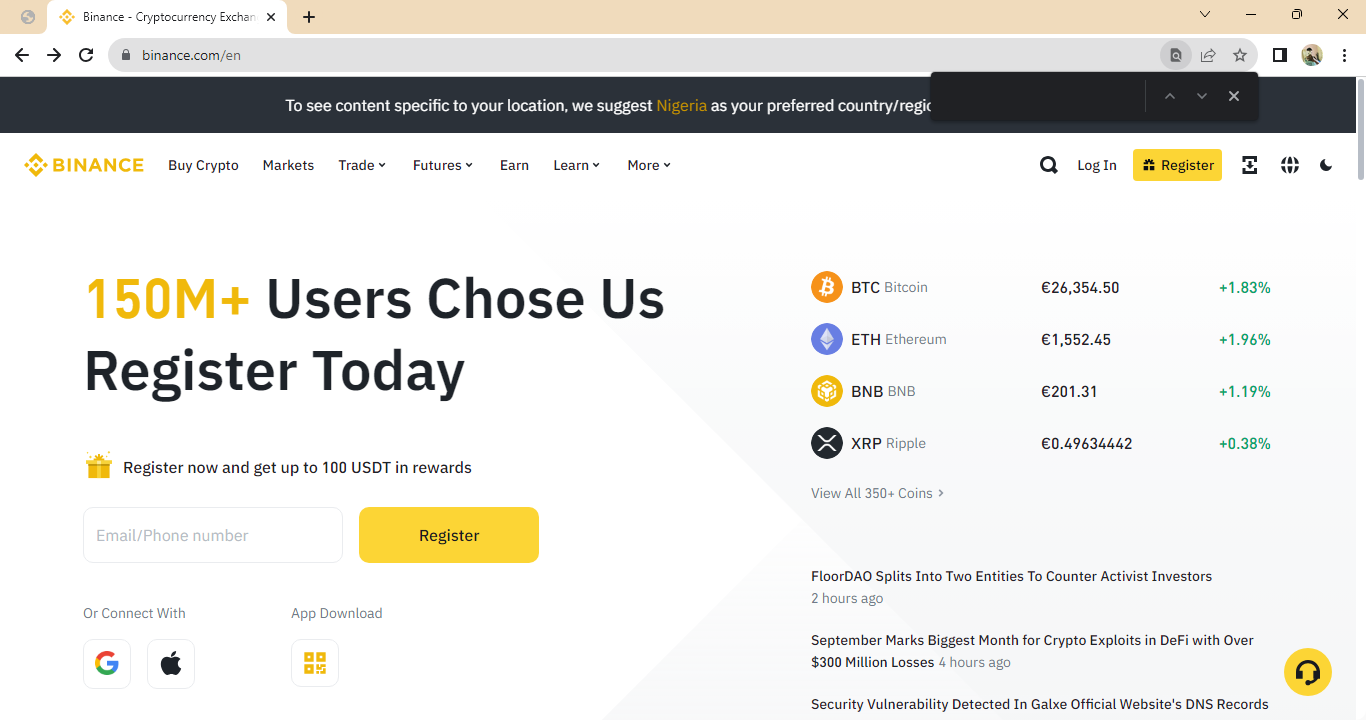 Binance - Cryptocurrency Exchan
binance.com/en
To see content specific to your location, we suggest Nigeria as your preferred country/regio
BINANCE Buy Crypto Markets Trade Futures Earn Learn More Log In Register
150M+ Users Chose Us
Register Today
Register now and get up to 100 USDT in rewards
Email/Phone number Register
Or Connect With App Download
BTC Bitcoin €26,354.50 +1.83%
ETH Ethereum €1,552.45 +1.96%
BNB BNB €201.31 +1.19%
XRP Ripple €0.49634442 +0.38%
View All 350+ Coins
FloorDAO Splits Into Two Entities To Counter Activist Investors
2 hours ago
September Marks Biggest Month for Crypto Exploits in DeFi with Over
$300 Million Losses 4 hours ago
Security Vulnerability Detected In Galxe Official Website's DNS Records